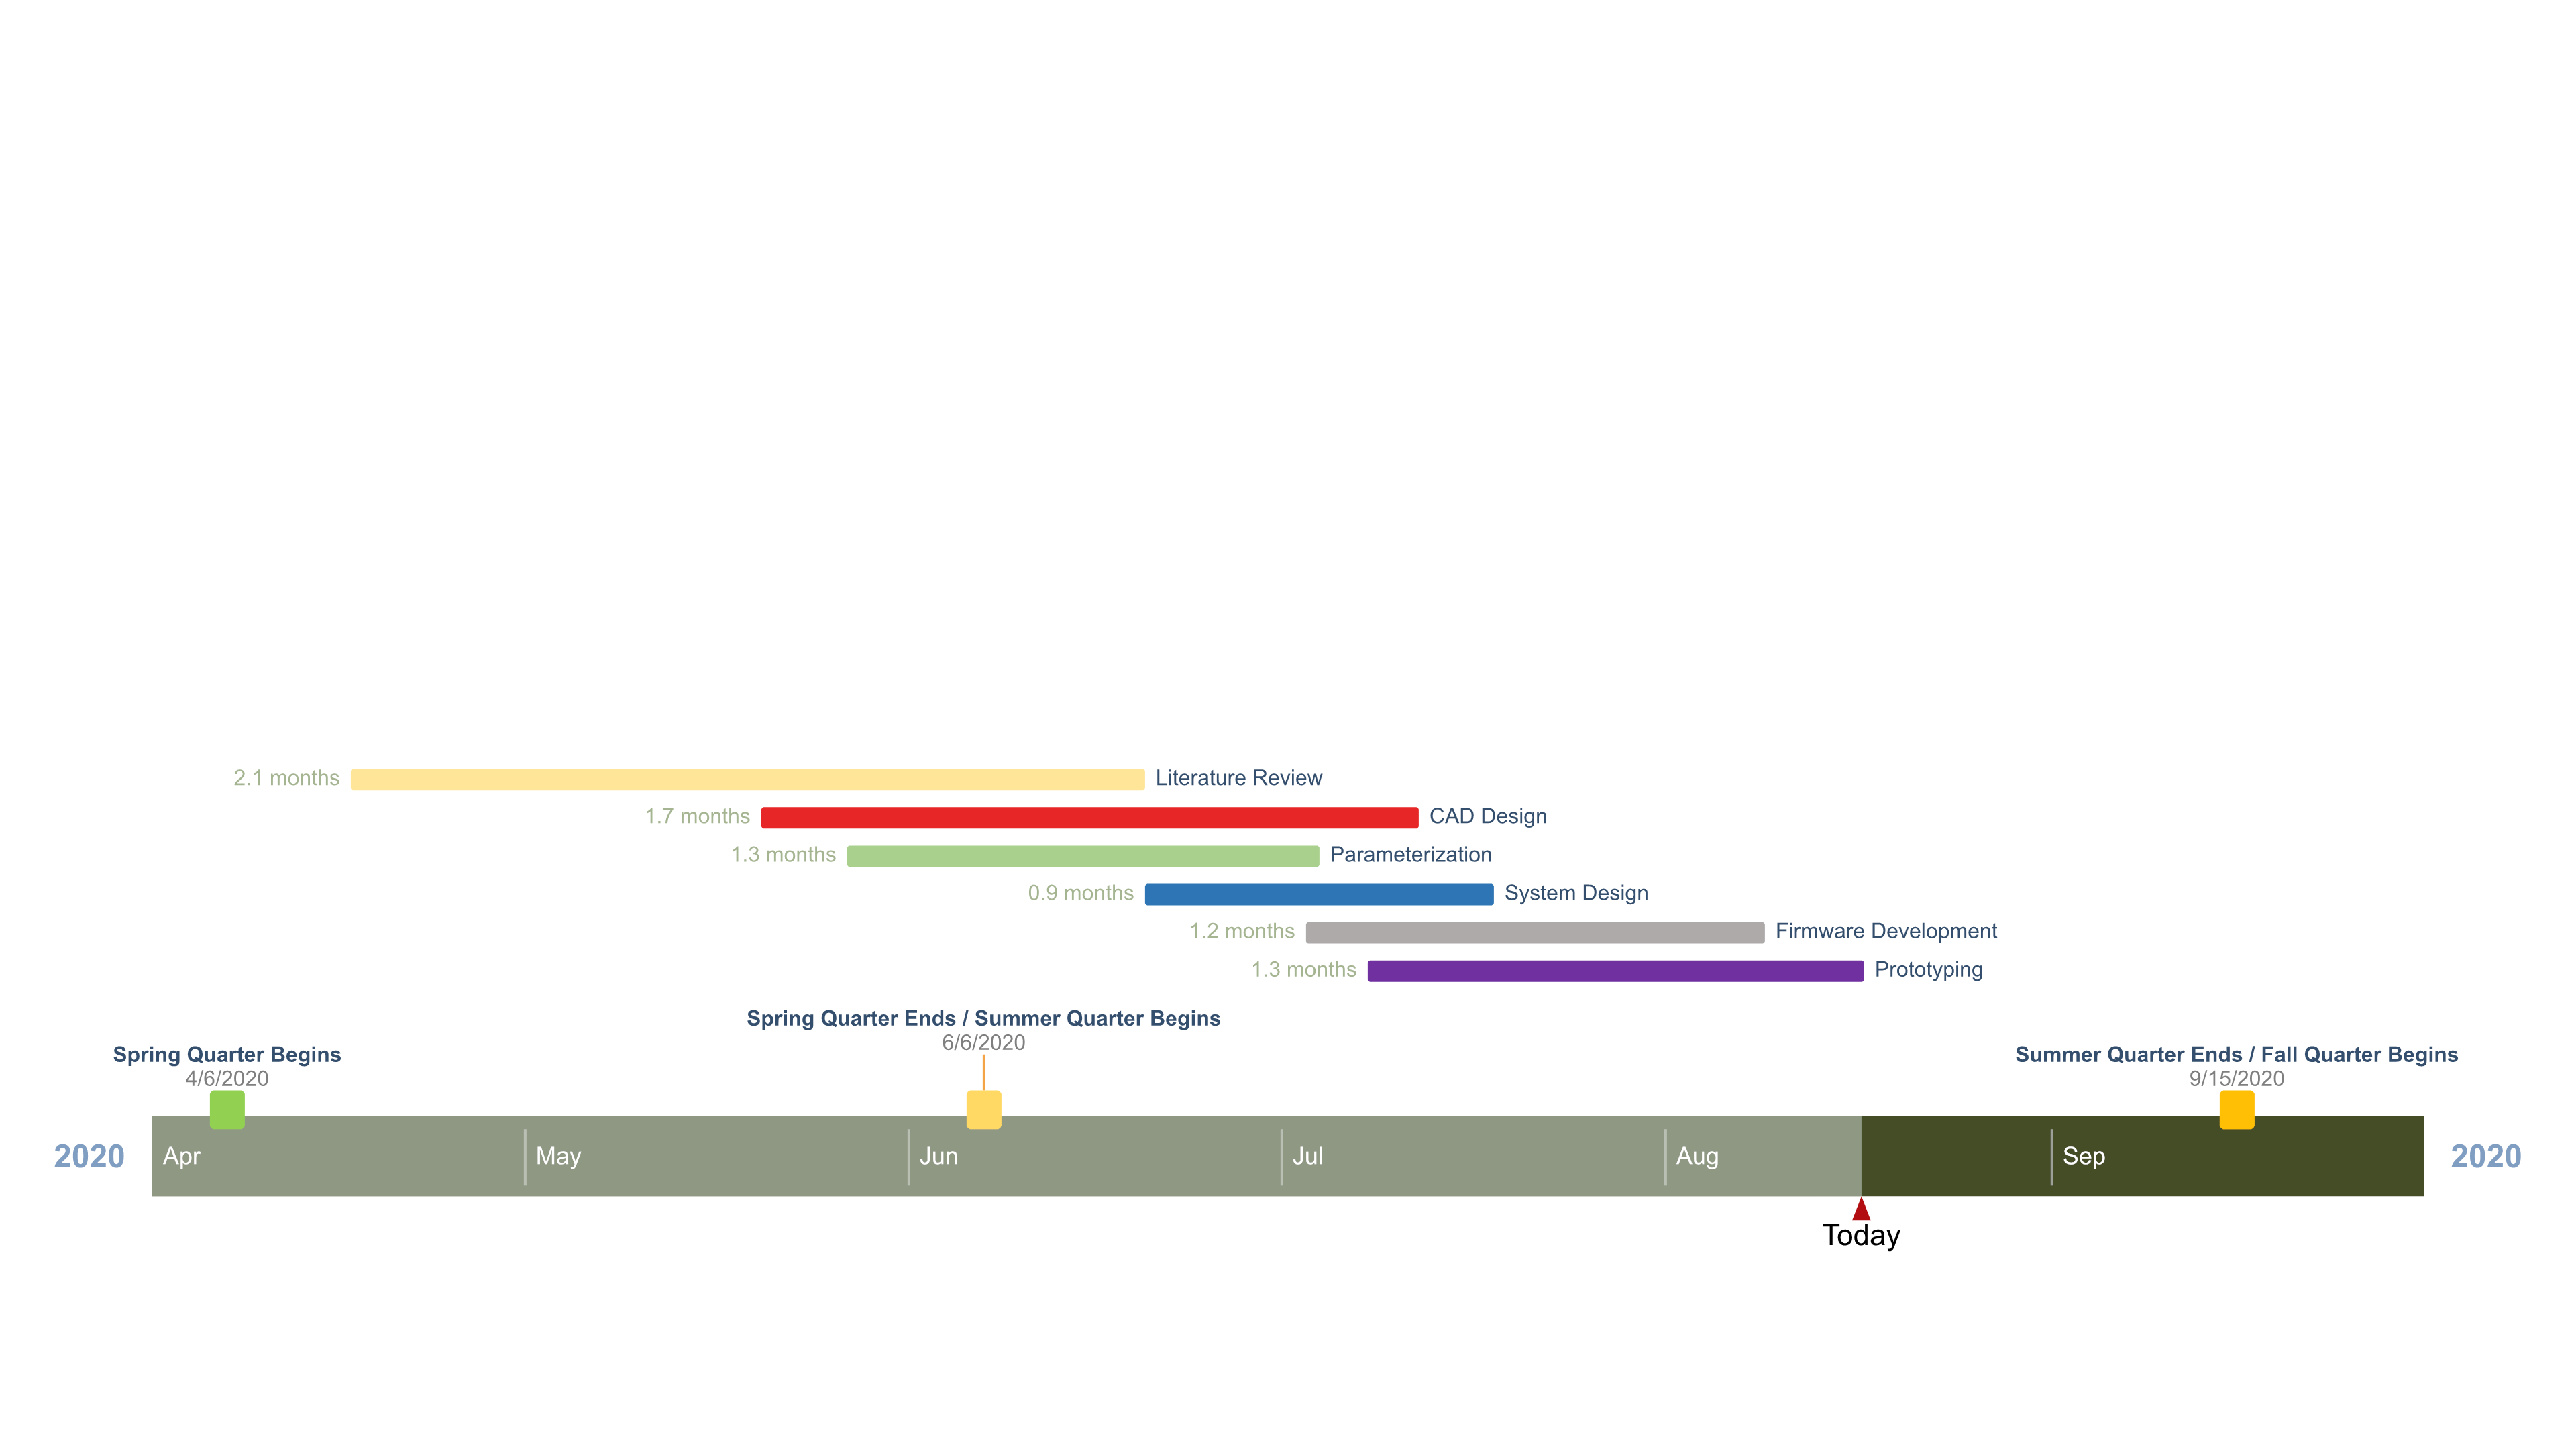 2.1 months Literature Review
1.7 months CAD Design
1.3 months Parameterization
0.9 months System Design
1.2 months Firmware Development
1.3 months Prototyping
Spring Quarter Ends / Summer Quarter Begins
6/6/2020
Spring Quarter Begins
4/6/2020
Summer Quarter Ends / Fall Quarter Begins
9/15/2020
2020 Apr May Jun Jul Aug Sep 2020
Today